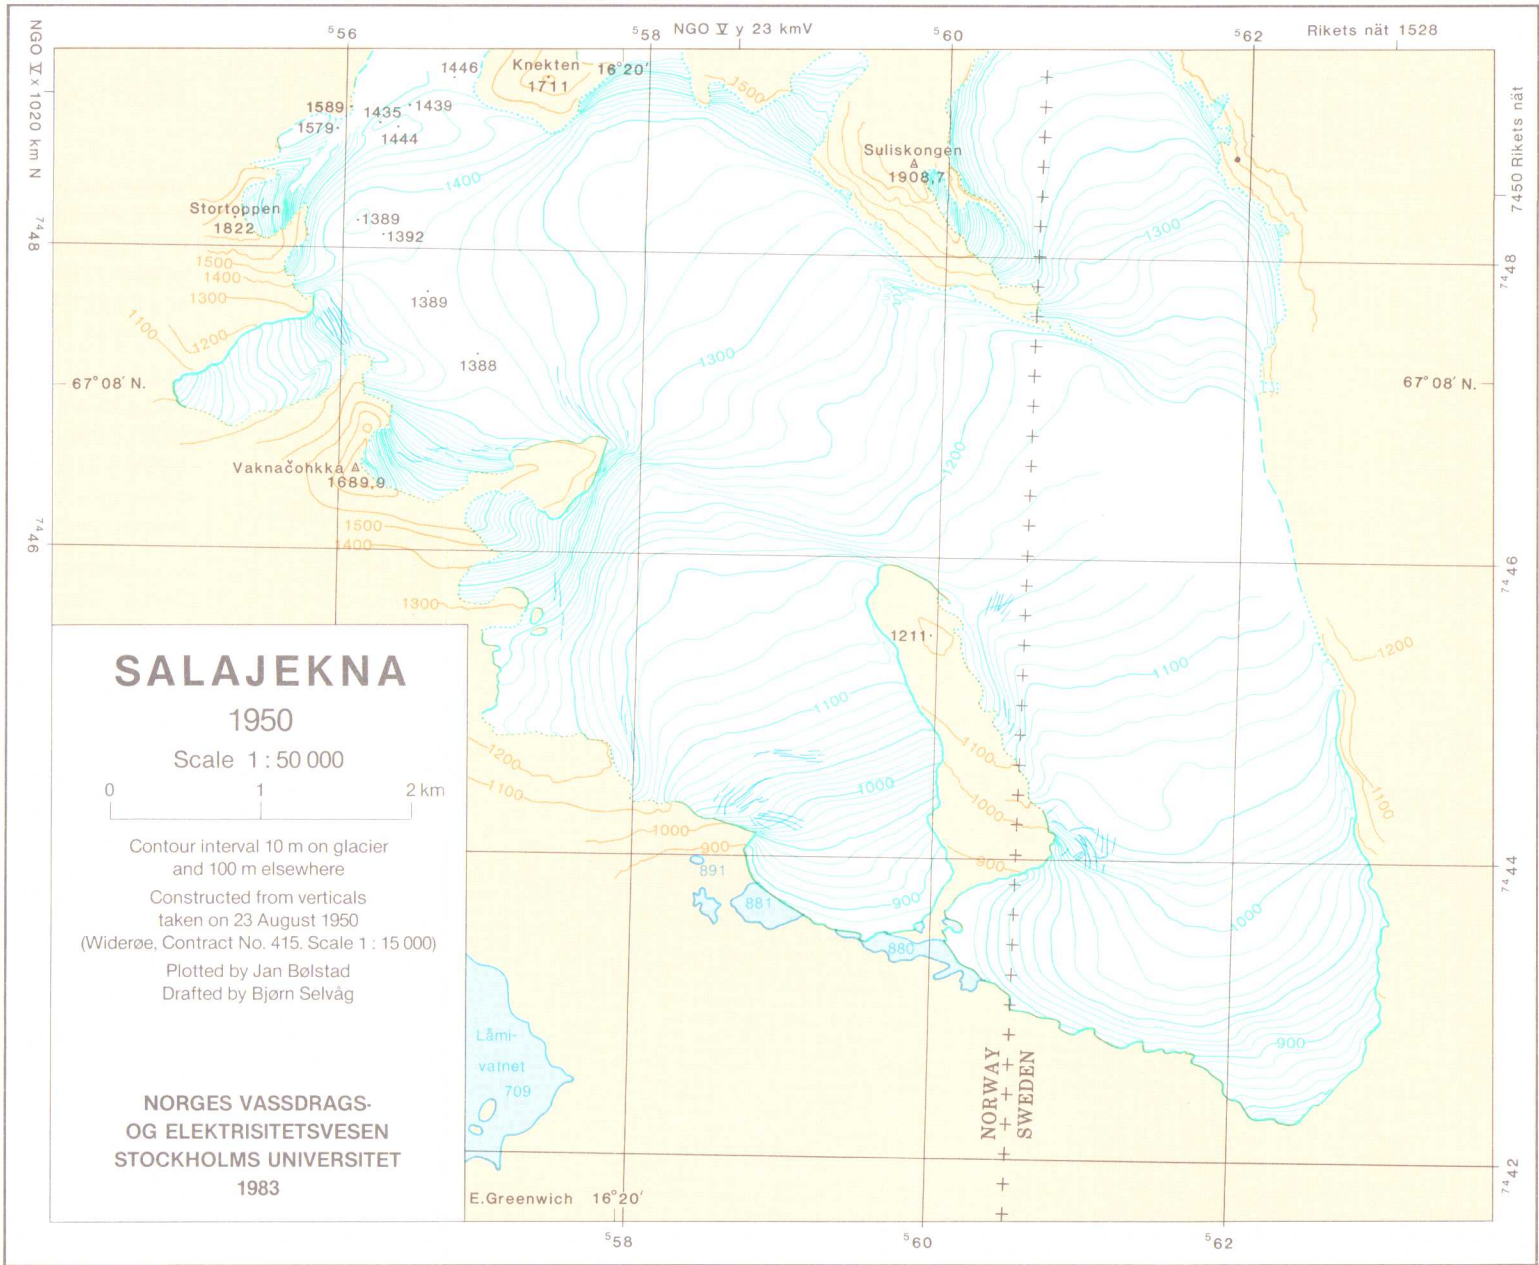 NGO V y 23 kmV
Rikets nät 1528
⁵56
⁵58
⁵60
⁵62
NGO V x 1020 km N
7450 Rikets nät
1446
Knekten
1711
16°20′
1500
1589
1435
1439
1579
1444
Suliskongen
1908,7
1400
Stortoppen
1822
1389
1392
1300
⁷⁴48
⁷⁴48
1500
1400
1300
1389
1100
1200
1300
1388
67°08′ N.
67°08′ N.
1200
Vaknačohkka
1689,9
⁷⁴46
1500
1400
⁷⁴46
1300
1211
1200
1100
1100
1200
1100
1100
1000
1000
1100
1000
900
900
⁷⁴44
891
881
900
880
1000
Låmi-
vatnet
709
900
NORWAY
SWEDEN
⁷⁴42
E.Greenwich 16°20′
⁵58
⁵60
⁵62
SALAJEKNA
1950
Scale 1 : 50 000
0 1 2 km
Contour interval 10 m on glacier
and 100 m elsewhere
Constructed from verticals
taken on 23 August 1950
(Widerøe, Contract No. 415. Scale 1 : 15 000)
Plotted by Jan Bølstad
Drafted by Bjørn Selvåg
NORGES VASSDRAGS-
OG ELEKTRISITETSVESEN
STOCKHOLMS UNIVERSITET
1983